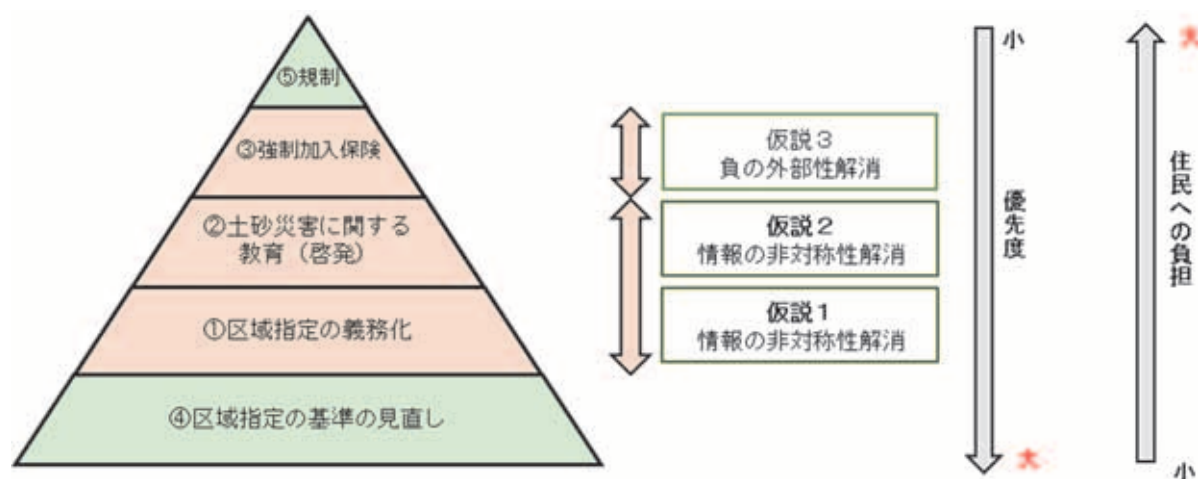 ⑤規制
③強制加入保険
②土砂災害に関する
教育（啓発）
①区域指定の義務化
④区域指定の基準の見直し
仮説３
負の外部性解消
仮説２
情報の非対称性解消
仮説１
情報の非対称性解消
小
優先度
大
大
住民への負担
小